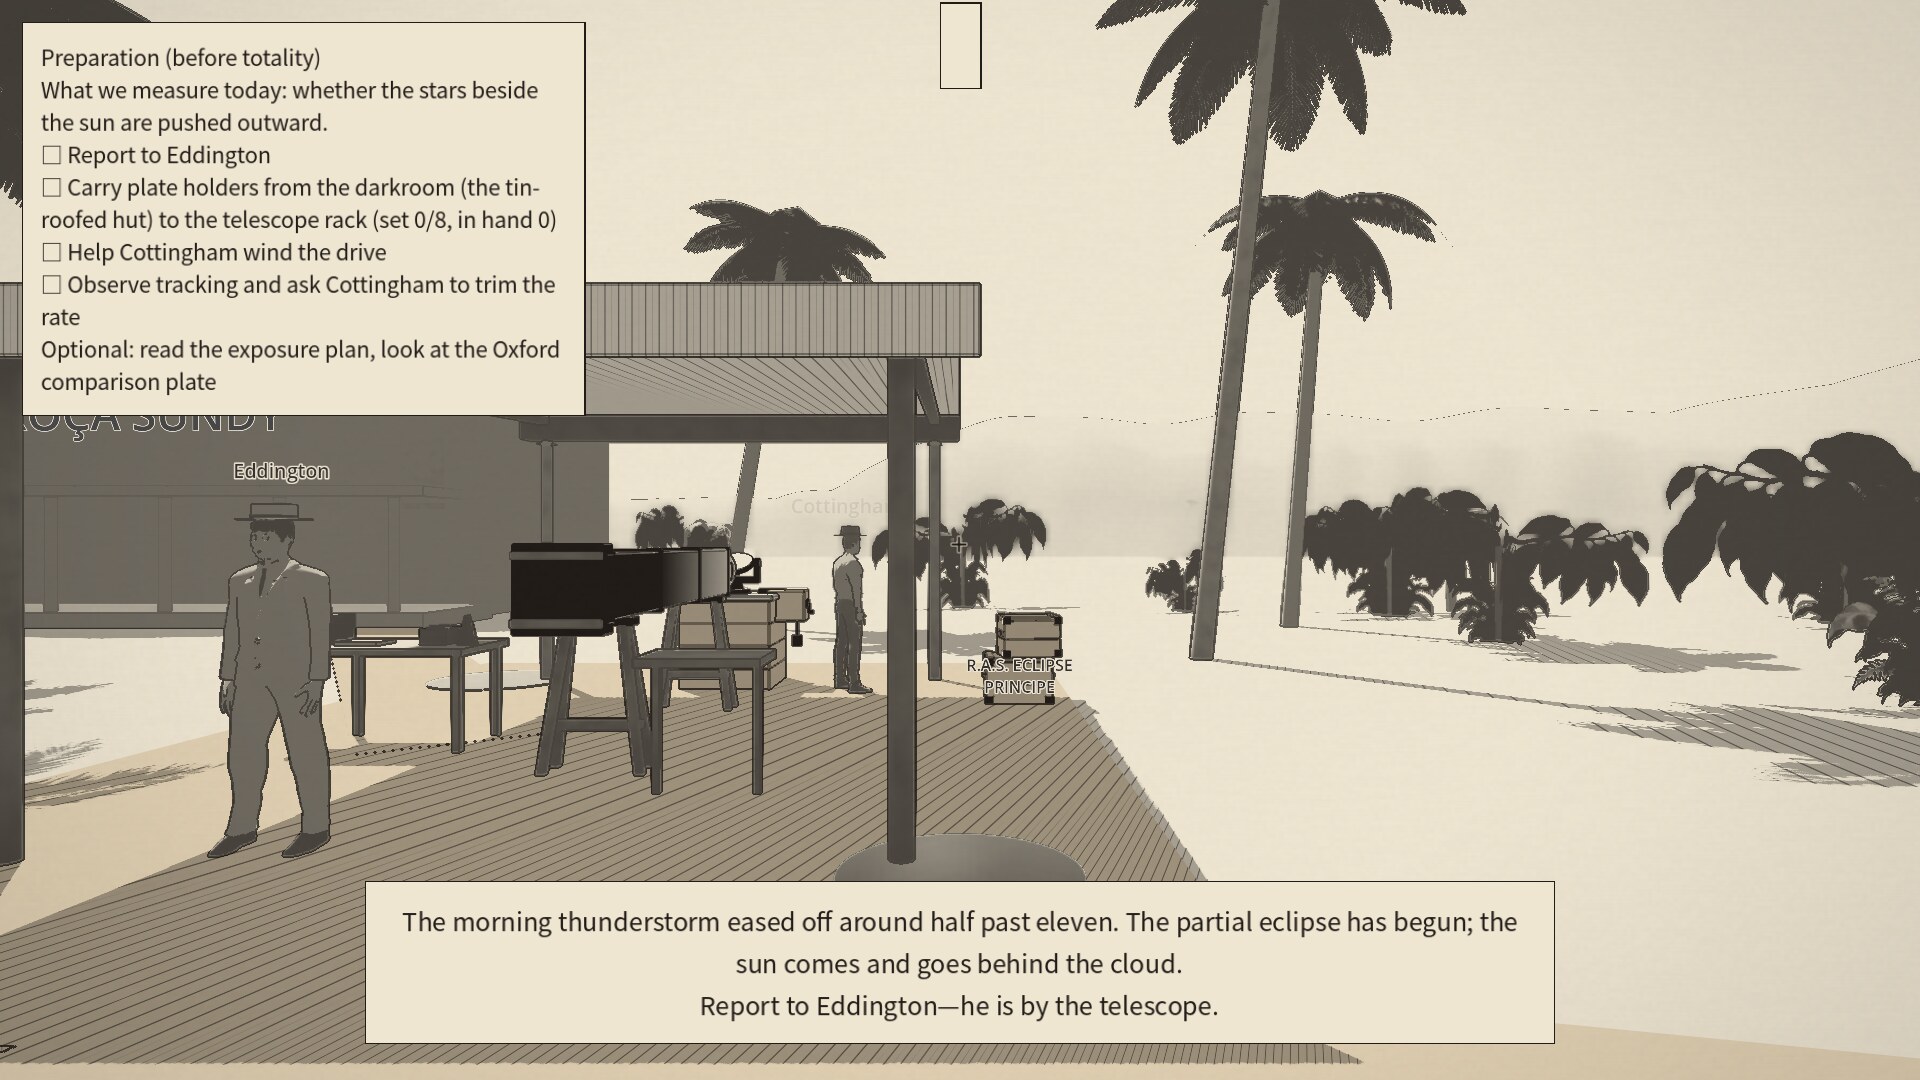 Preparation (before totality)
What we measure today: whether the stars beside
the sun are pushed outward.
☐ Report to Eddington
☐ Carry plate holders from the darkroom (the tin-
roofed hut) to the telescope rack (set 0/8, in hand 0)
☐ Help Cottingham wind the drive
☐ Observe tracking and ask Cottingham to trim the
rate
Optional: read the exposure plan, look at the Oxford
comparison plate
ROÇA SUNDY
Eddington
R.A.S. ECLIPSE
PRINCIPE
The morning thunderstorm eased off around half past eleven. The partial eclipse has begun; the
sun comes and goes behind the cloud.
Report to Eddington—he is by the telescope.